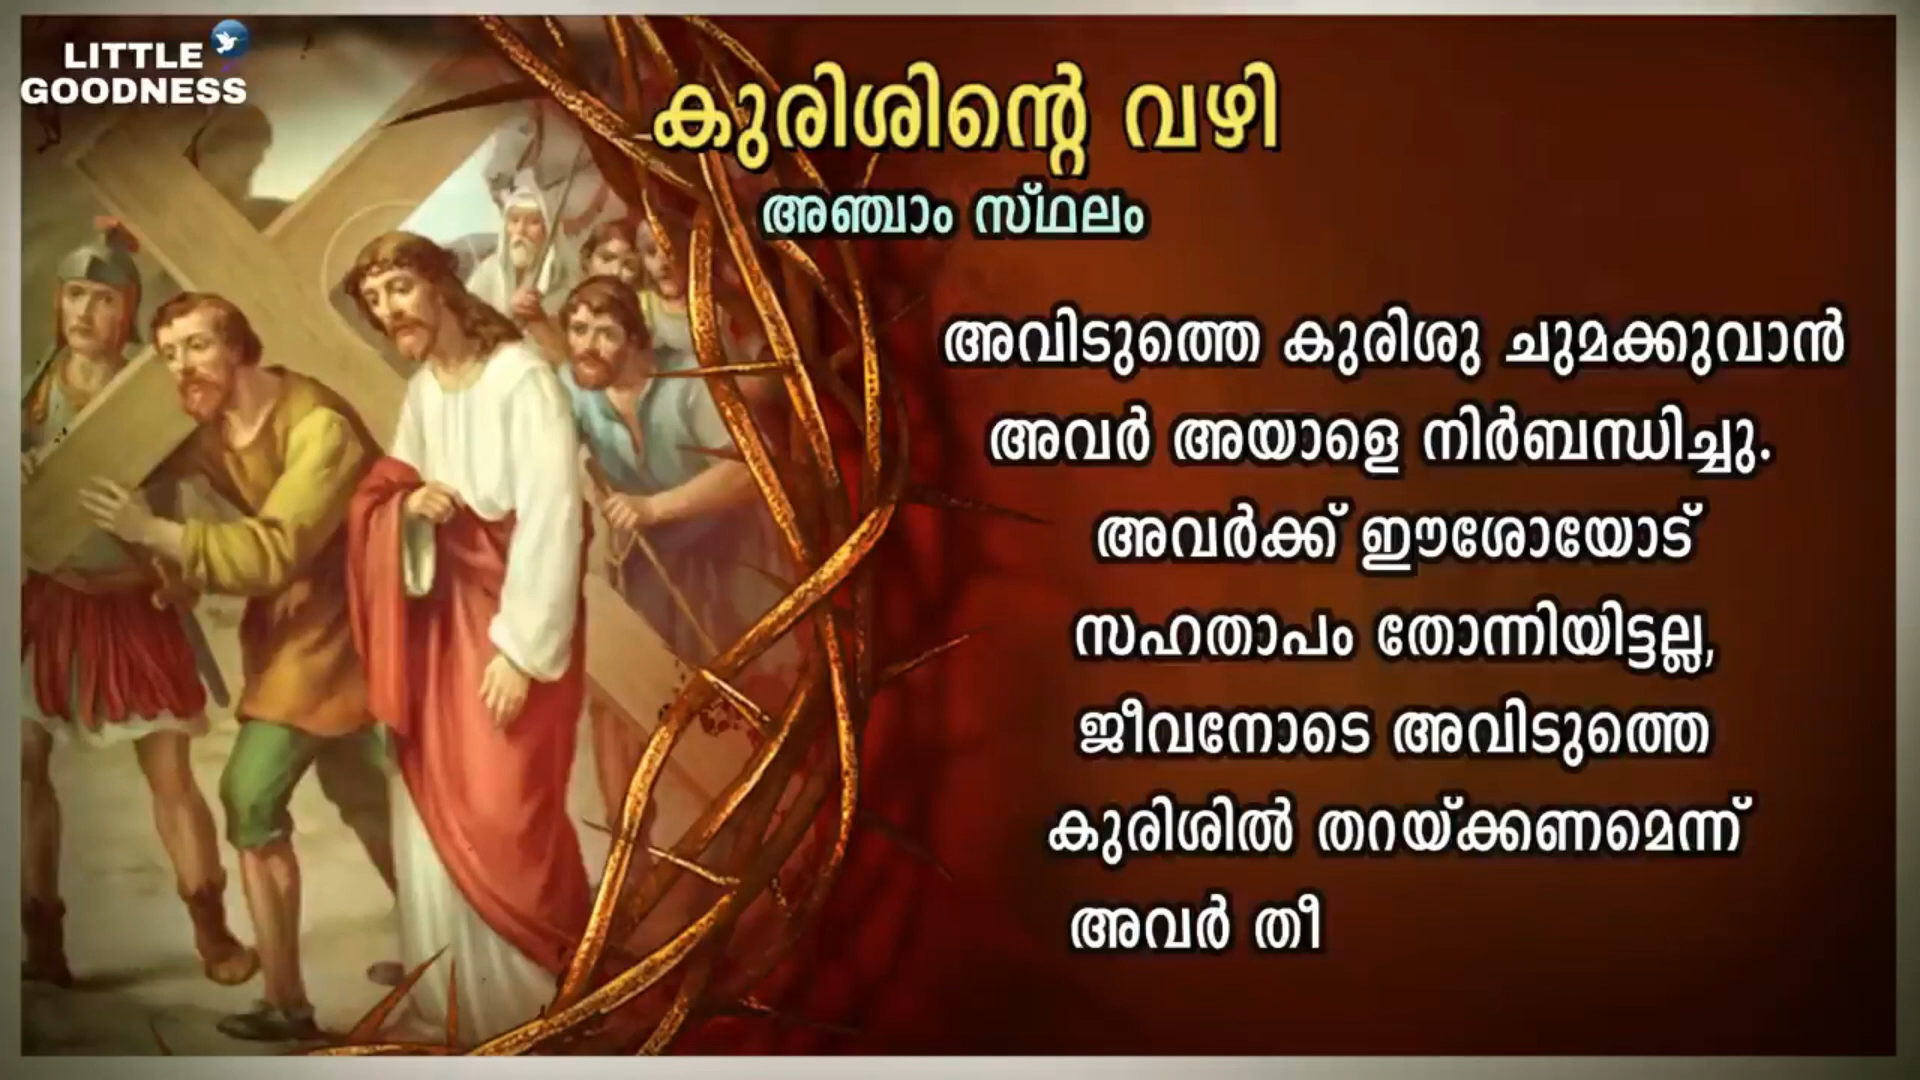 LITTLE
GOODNESS
കുരിശിന്റെ വഴി
അഞ്ചാം സ്ഥലം
അവിടുത്തെ കുരിശു ചുമക്കുവാൻ
അവർ അയാളെ നിർബന്ധിച്ചു.
അവർക്ക് ഈശോയോട്
സഹതാപം തോന്നിയിട്ടല്ല,
ജീവനോടെ അവിടുത്തെ
കുരിശിൽ തറയ്ക്കണമെന്ന്
അവർ തീ